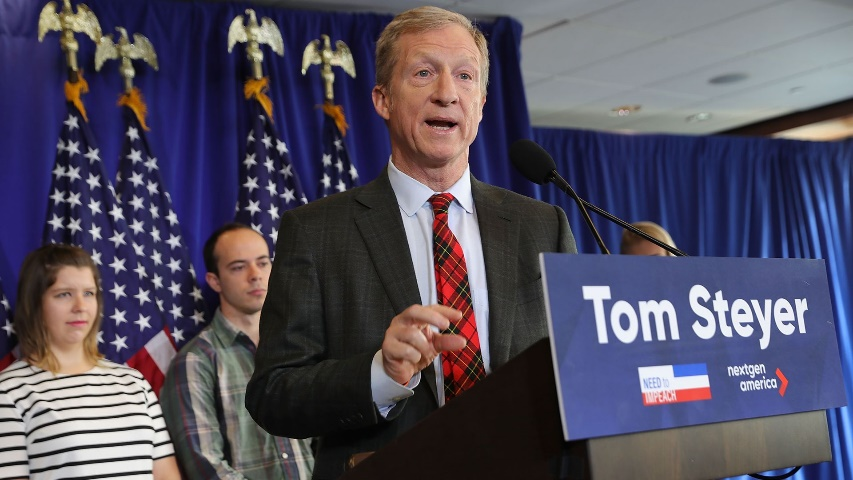 Tom Steyer
NEED to
IMPEACH
nextgen
america